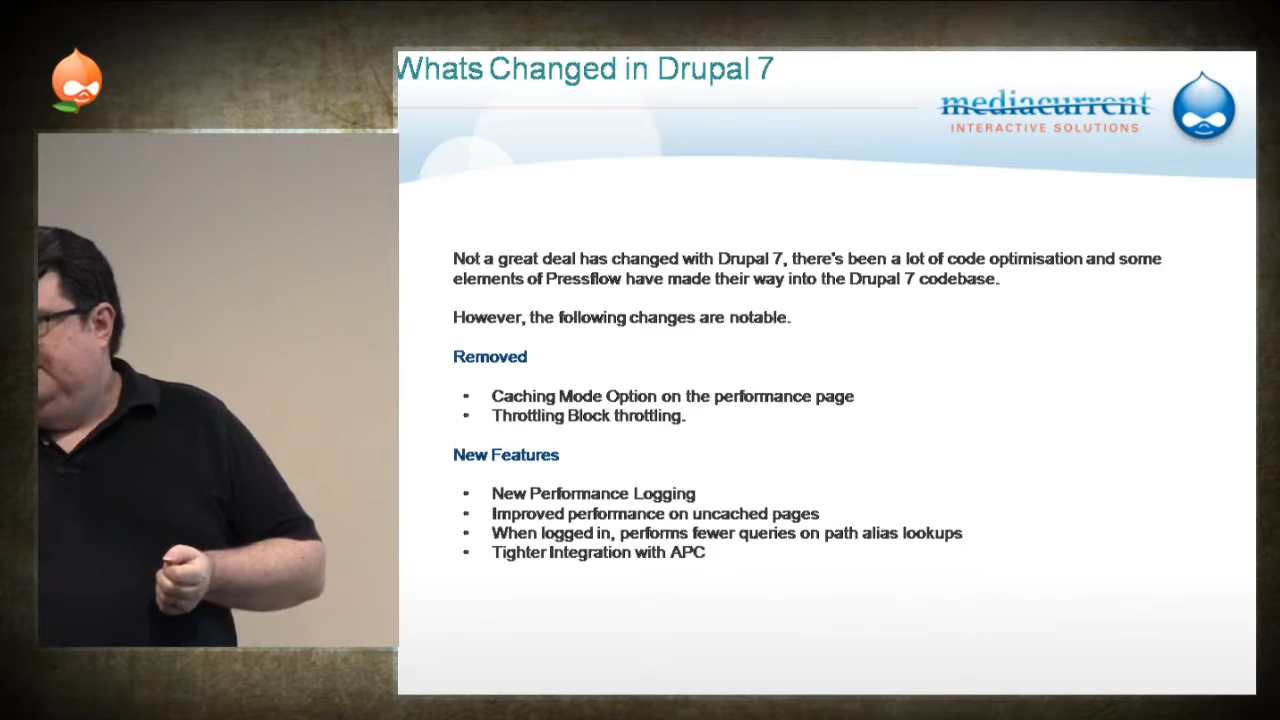 Whats Changed in Drupal 7
mediacurrent
INTERACTIVE SOLUTIONS
Not a great deal has changed with Drupal 7, there's been a lot of code optimisation and some
elements of Pressflow have made their way into the Drupal 7 codebase.
However, the following changes are notable.
Removed
• Caching Mode Option on the performance page
• Throttling Block throttling.
New Features
• New Performance Logging
• Improved performance on uncached pages
• When logged in, performs fewer queries on path alias lookups
• Tighter Integration with APC